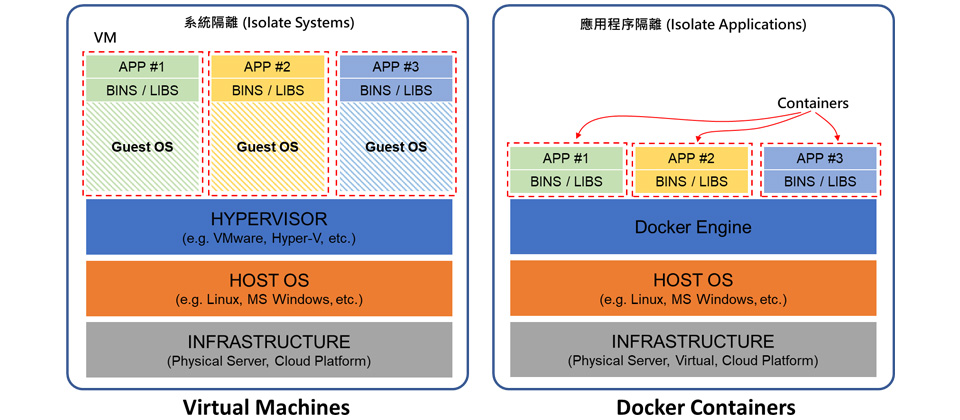 系統隔離 (Isolate Systems)
VM
APP #1
BINS / LIBS
Guest OS
APP #2
BINS / LIBS
Guest OS
APP #3
BINS / LIBS
Guest OS
HYPERVISOR
(e.g. VMware, Hyper-V, etc.)
HOST OS
(e.g. Linux, MS Windows, etc.)
INFRASTRUCTURE
(Physical Server, Cloud Platform)
Virtual Machines
應用程序隔離 (Isolate Applications)
Containers
APP #1
BINS / LIBS
APP #2
BINS / LIBS
APP #3
BINS / LIBS
Docker Engine
HOST OS
(e.g. Linux, MS Windows, etc.)
INFRASTRUCTURE
(Physical Server, Virtual, Cloud Platform)
Docker Containers